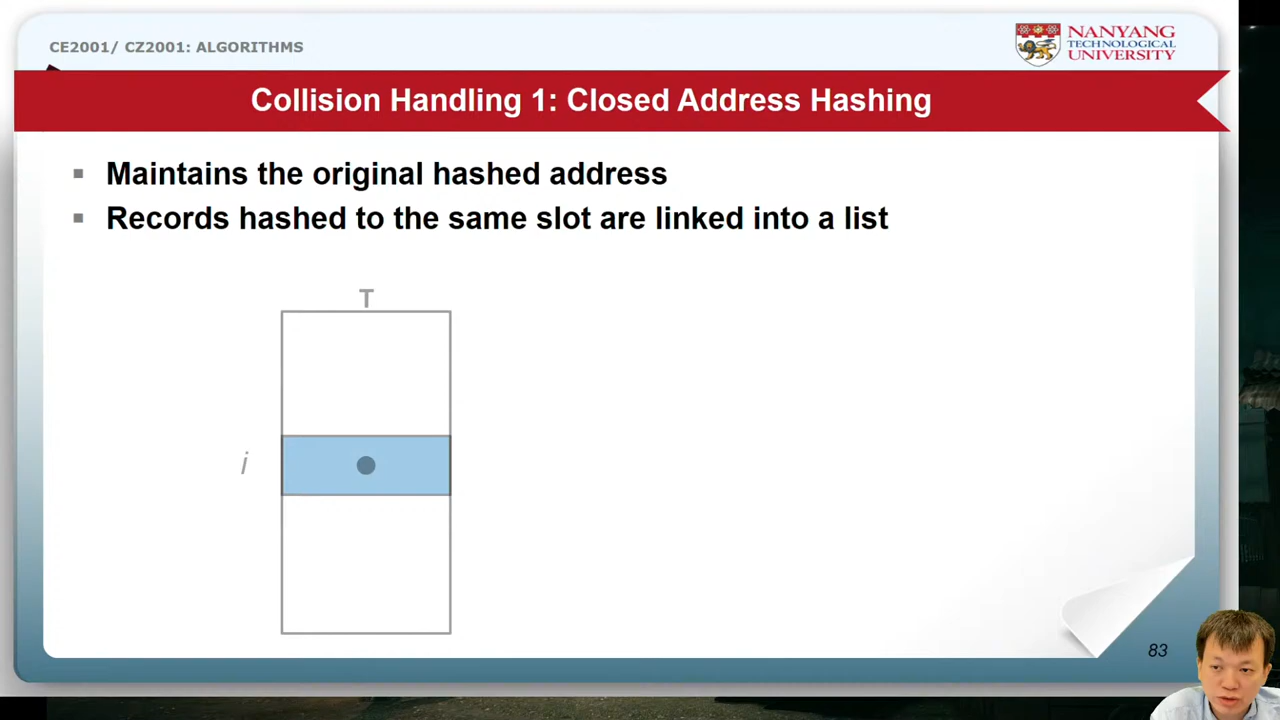 CE2001/ CZ2001: ALGORITHMS
NANYANG
TECHNOLOGICAL
UNIVERSITY
Collision Handling 1: Closed Address Hashing
Maintains the original hashed address
Records hashed to the same slot are linked into a list
T
i
83